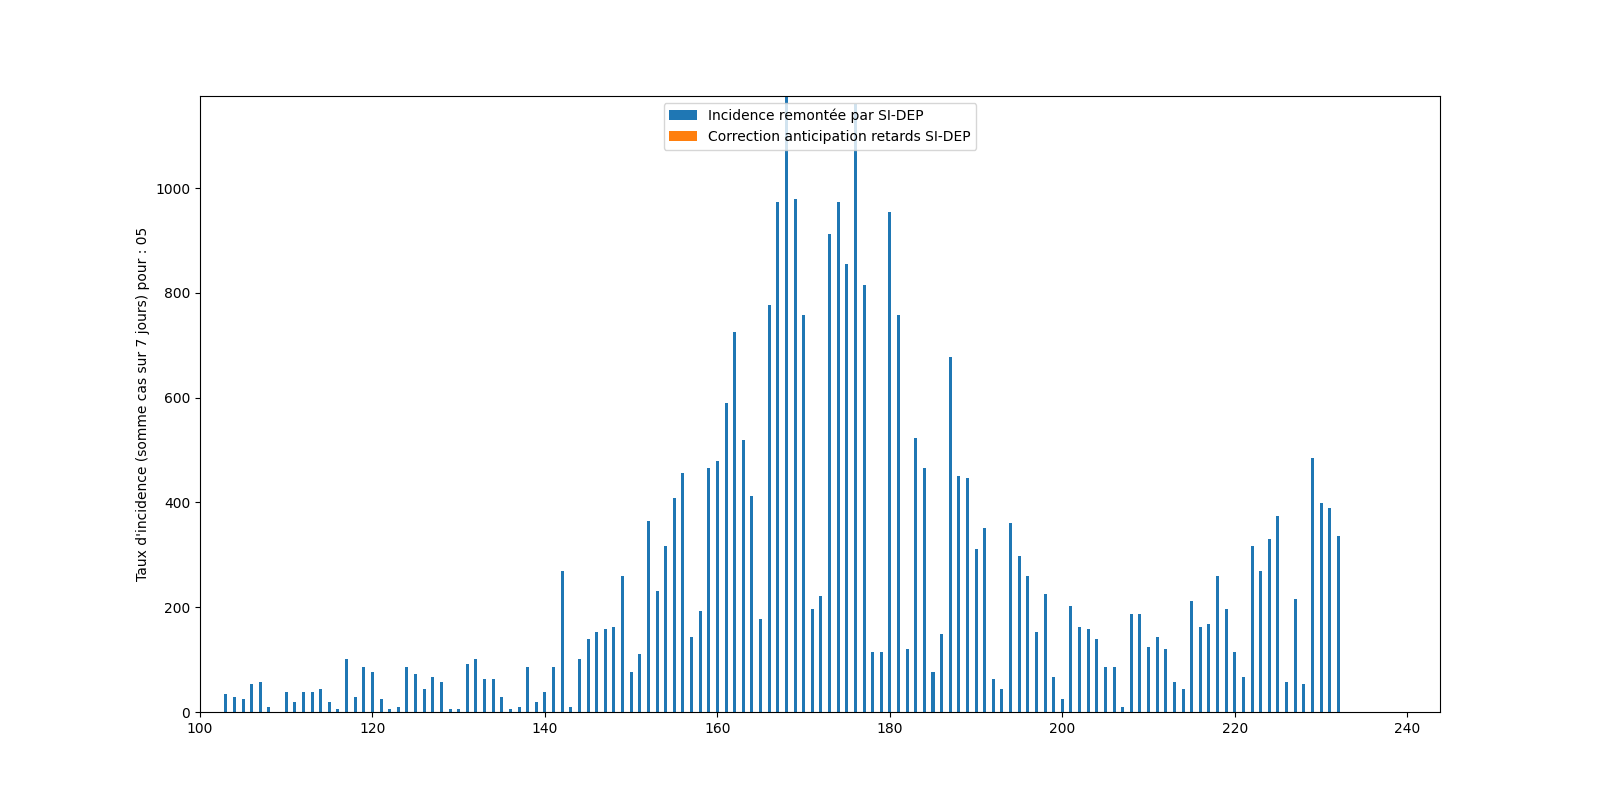 Incidence remontée par SI-DEP
Correction anticipation retards SI-DEP
Taux d'incidence (somme cas sur 7 jours) pour : 05
1000
800
600
400
200
0
100 120 140 160 180 200 220 240